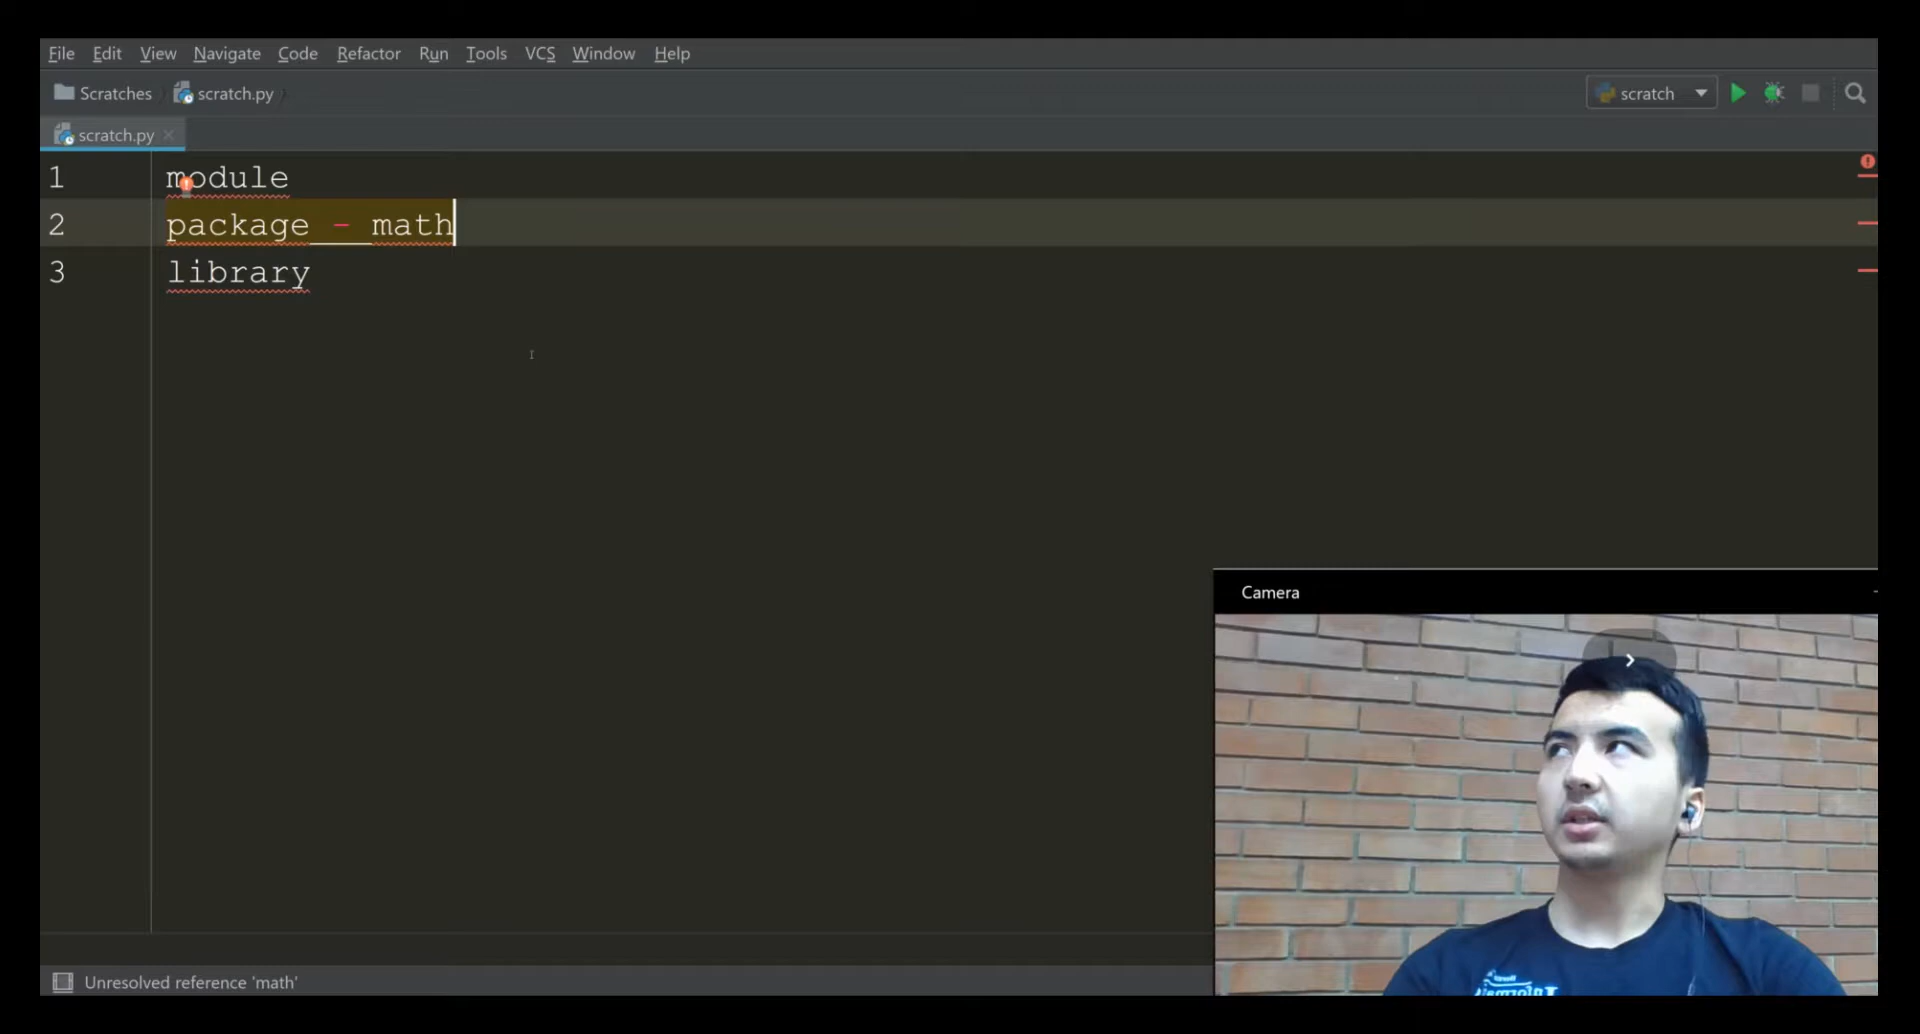 File Edit View Navigate Code Refactor Run Tools VCS Window Help
Scratches scratch.py scratch
scratch.py
1 module
2 package - math
3 library
Camera
Unresolved reference 'math'